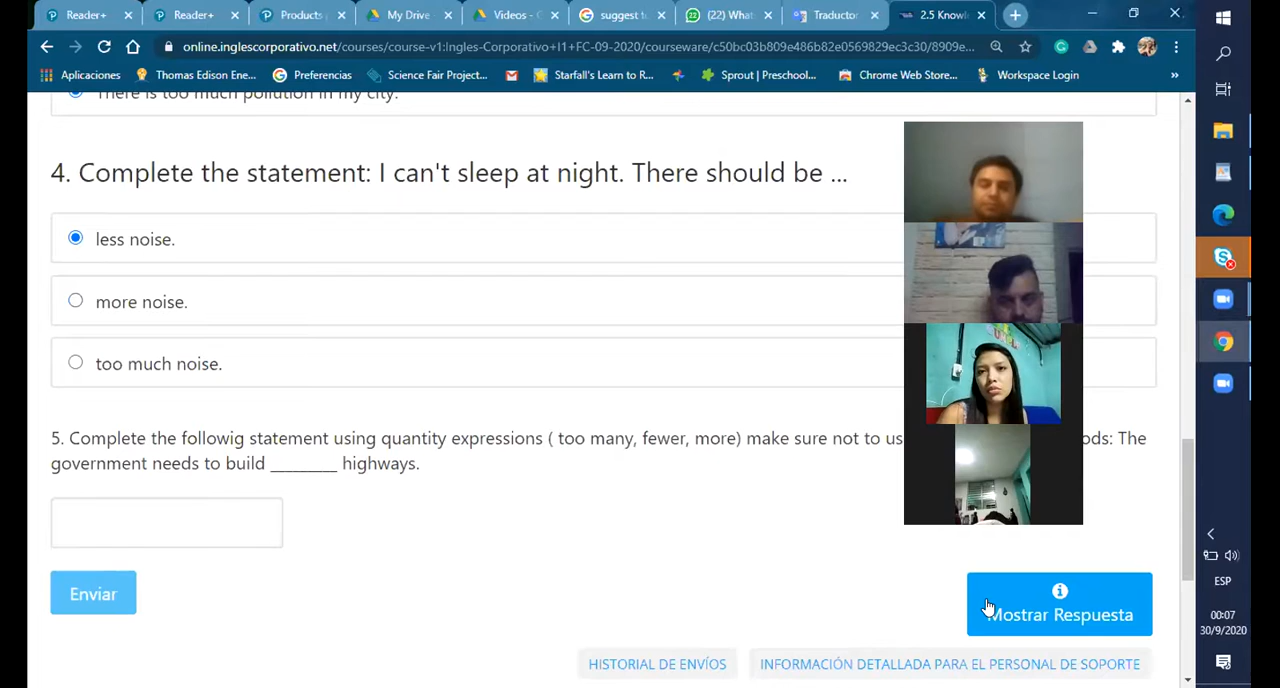 Reader+
Reader+
Products
My Drive
Videos - G
suggest to
(22) What
Traductor
2.5 Knowl
online.inglescorporativo.net/courses/course-v1:Ingles-Corporativo+I1+FC-09-2020/courseware/c50bc03b809e486b82e0569829ec3c30/8909e...
Aplicaciones
Thomas Edison Ene...
Preferencias
Science Fair Project...
Starfall's Learn to R...
Sprout | Preschool...
Chrome Web Store...
Workspace Login
»
There is too much pollution in my city.
4. Complete the statement: I can't sleep at night. There should be ...
less noise.
more noise.
too much noise.
5. Complete the followig statement using quantity expressions ( too many, fewer, more) make sure not to us ods: The
government needs to build _________ highways.
Enviar
Mostrar Respuesta
HISTORIAL DE ENVÍOS
INFORMACIÓN DETALLADA PARA EL PERSONAL DE SOPORTE
ESP
00:07
30/9/2020